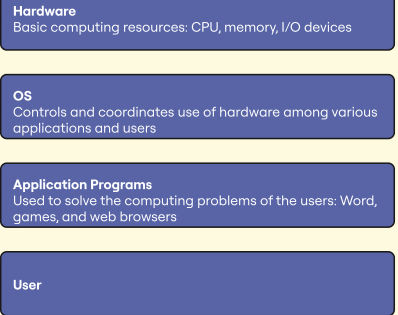 Hardware
Basic computing resources: CPU, memory, I/O devices
OS
Controls and coordinates use of hardware among various
applications and users
Application Programs
Used to solve the computing problems of the users: Word,
games, and web browsers
User